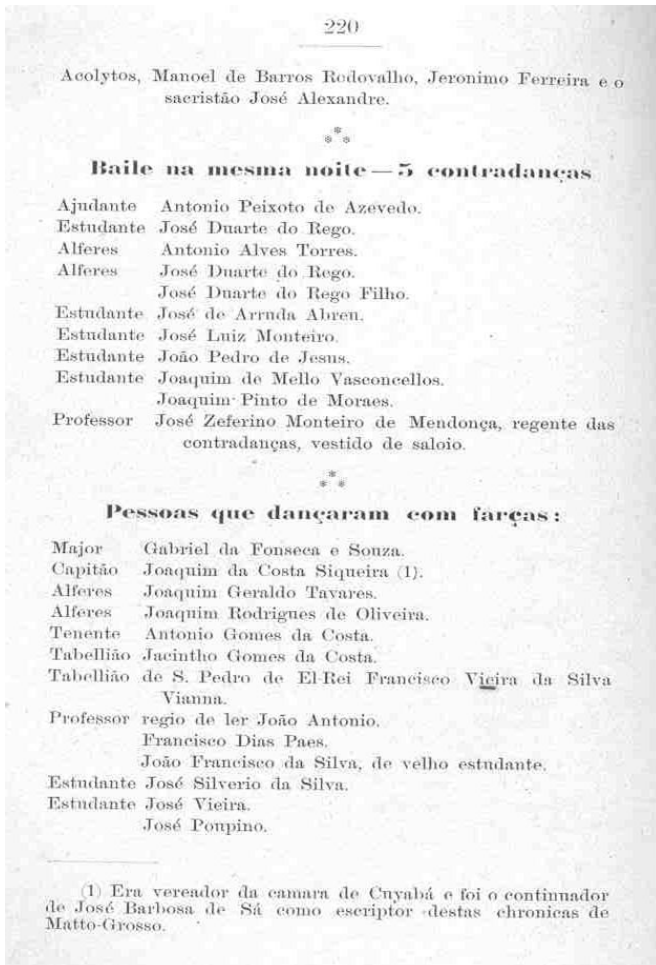 220
Acolytos, Manoel de Barros Rodovalho, Jeronimo Ferreira e o
sacristão José Alexandre.
* * *
Baile na mesma noite — 5 contradanças
Ajudante Antonio Peixoto de Azevedo.
Estudante José Duarte do Rego.
Alferes Antonio Alves Torres.
Alferes José Duarte do Rego.
José Duarte do Rego Filho.
Estudante José de Arruda Abreu.
Estudante José Luiz Monteiro.
Estudante João Pedro de Jesus.
Estudante Joaquim de Mello Vasconcellos.
Joaquim Pinto de Moraes.
Professor José Zeferino Monteiro de Mendonça, regente das
contradanças, vestido de saloio.
* * *
Pessoas que dançaram com farças:
Major Gabriel da Fonseca e Souza.
Capitão Joaquim da Costa Siqueira (1).
Alferes Joaquim Geraldo Tavares.
Alferes Joaquim Rodrigues de Oliveira.
Tenente Antonio Gomes da Costa.
Tabellião Jacintho Gomes da Costa.
Tabellião de S. Pedro de El-Rei Francisco Vieira da Silva
Vianna.
Professor regio de ler João Antonio.
Francisco Dias Paes.
João Francisco da Silva, de velho estudante.
Estudante José Silverio da Silva.
Estudante José Vieira.
José Poupino.
(1) Era vereador da camara de Cuyabá e foi o continuador
de José Barbosa de Sá como escriptor destas chronicas de
Matto-Grosso.